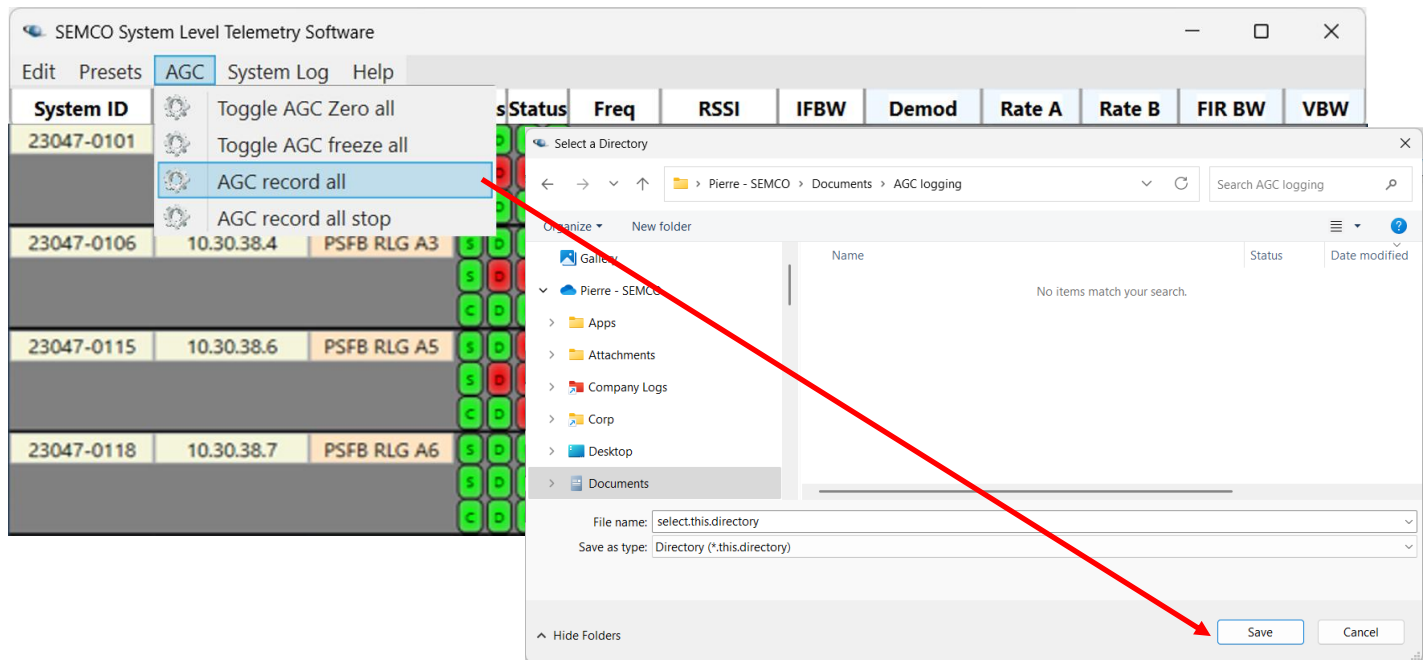 SEMCO System Level Telemetry Software
Edit Presets AGC System Log Help
System ID s Status Freq RSSI IFBW Demod Rate A Rate B FIR BW VBW
Toggle AGC Zero all
Toggle AGC freeze all
AGC record all
AGC record all stop
23047-0101
23047-0106 10.30.38.4 PSFB RLG A3 S D
S D
C D
23047-0115 10.30.38.6 PSFB RLG A5 S D
S D
C D
23047-0118 10.30.38.7 PSFB RLG A6 S D
S D
C D
Select a Directory
Pierre - SEMCO > Documents > AGC logging
Search AGC logging
Organize New folder
Name Status Date modified
No items match your search.
Gallery
Pierre - SEMCO
Apps
Attachments
Company Logs
Corp
Desktop
Documents
File name: select.this.directory
Save as type: Directory (*.this.directory)
Hide Folders
Save Cancel